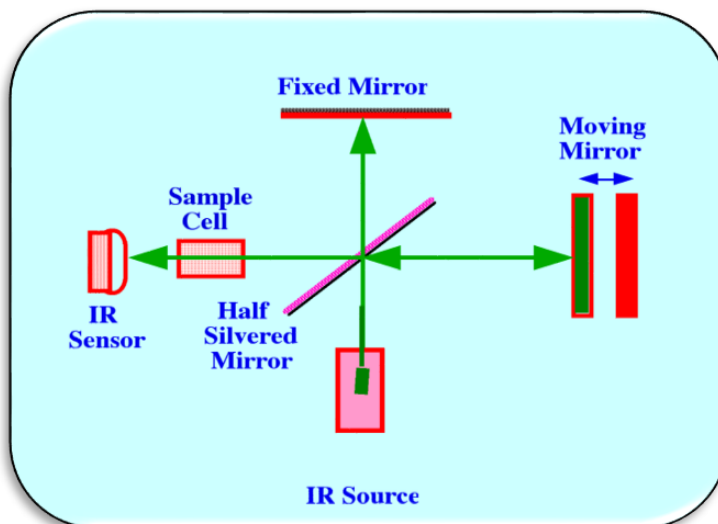 Fixed Mirror
Moving
Mirror
Sample
Cell
IR
Sensor
Half
Silvered
Mirror
IR Source